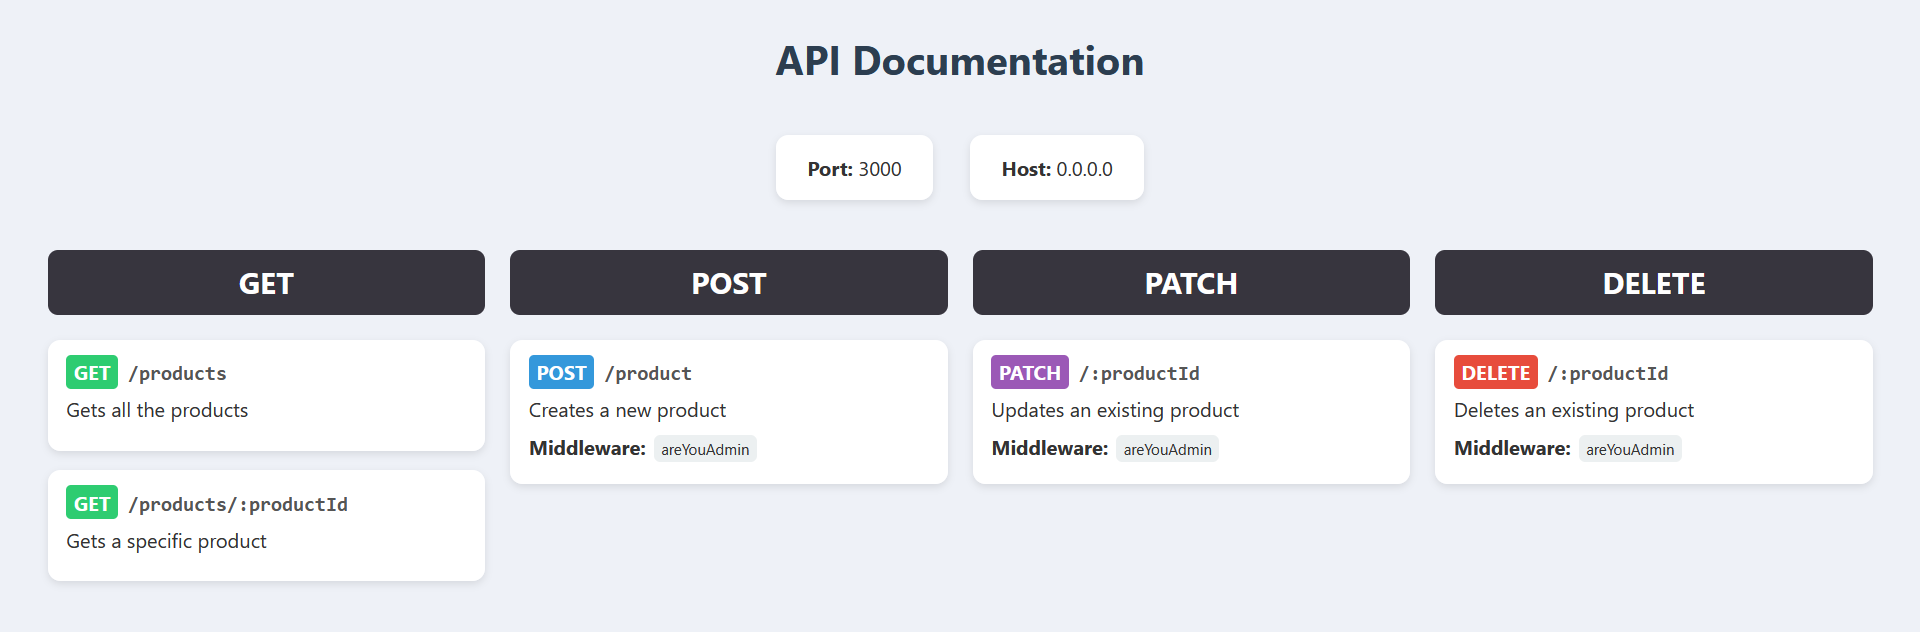 API Documentation
Port: 3000
Host: 0.0.0.0
GET
GET /products
Gets all the products
GET /products/:productId
Gets a specific product
POST
POST /product
Creates a new product
Middleware: areYouAdmin
PATCH
PATCH /:productId
Updates an existing product
Middleware: areYouAdmin
DELETE
DELETE /:productId
Deletes an existing product
Middleware: areYouAdmin